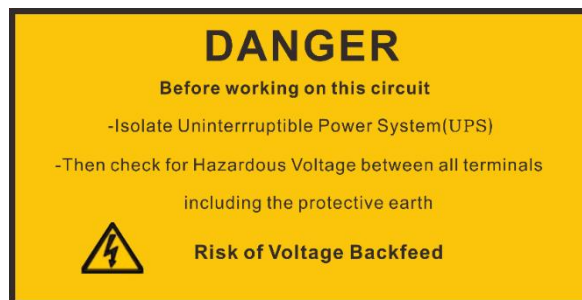 DANGER
Before working on this circuit
-Isolate Uninterrruptible Power System(UPS)
-Then check for Hazardous Voltage between all terminals
including the protective earth
Risk of Voltage Backfeed